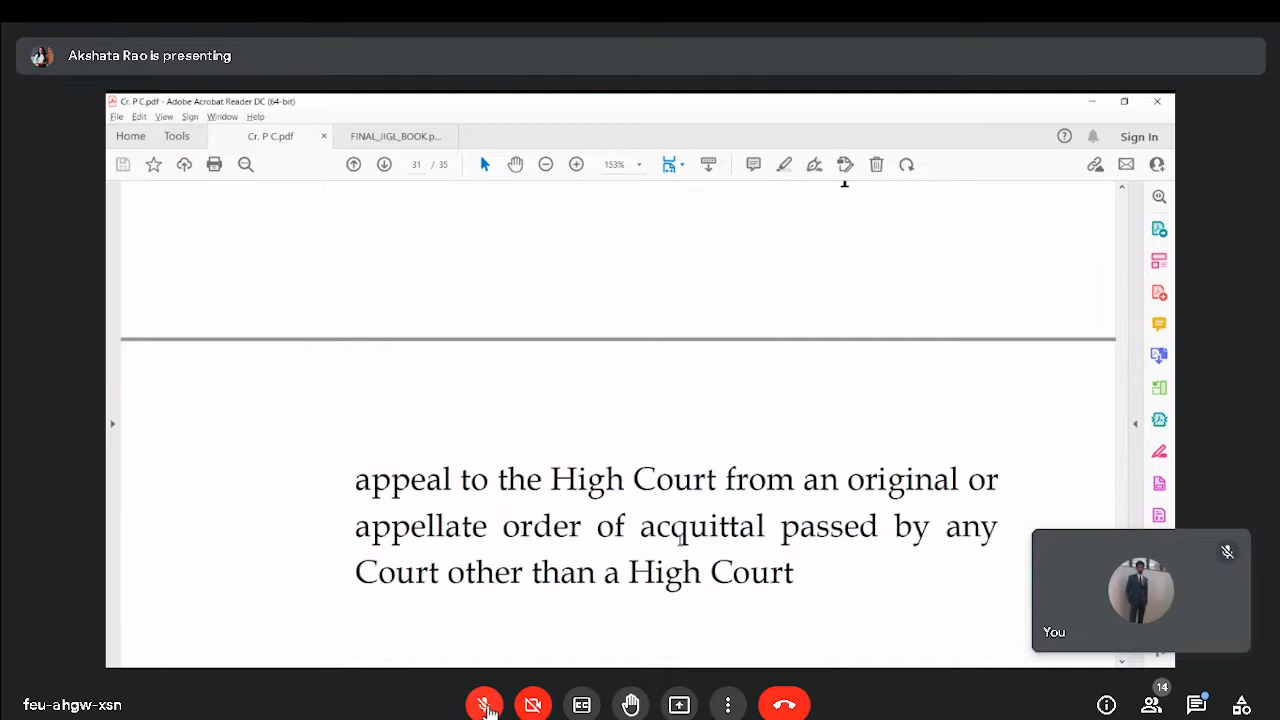 Akshata Rao is presenting
Cr. P C.pdf - Adobe Acrobat Reader DC (64-bit)
File Edit View Sign Window Help
Home Tools Cr. P C.pdf × FINAL_JIGL_BOOK.p... Sign In
31 / 35 153%
appeal to the High Court from an original or
appellate order of acquittal passed by any
Court other than a High Court
You
fsu-ahgw-xsn
14